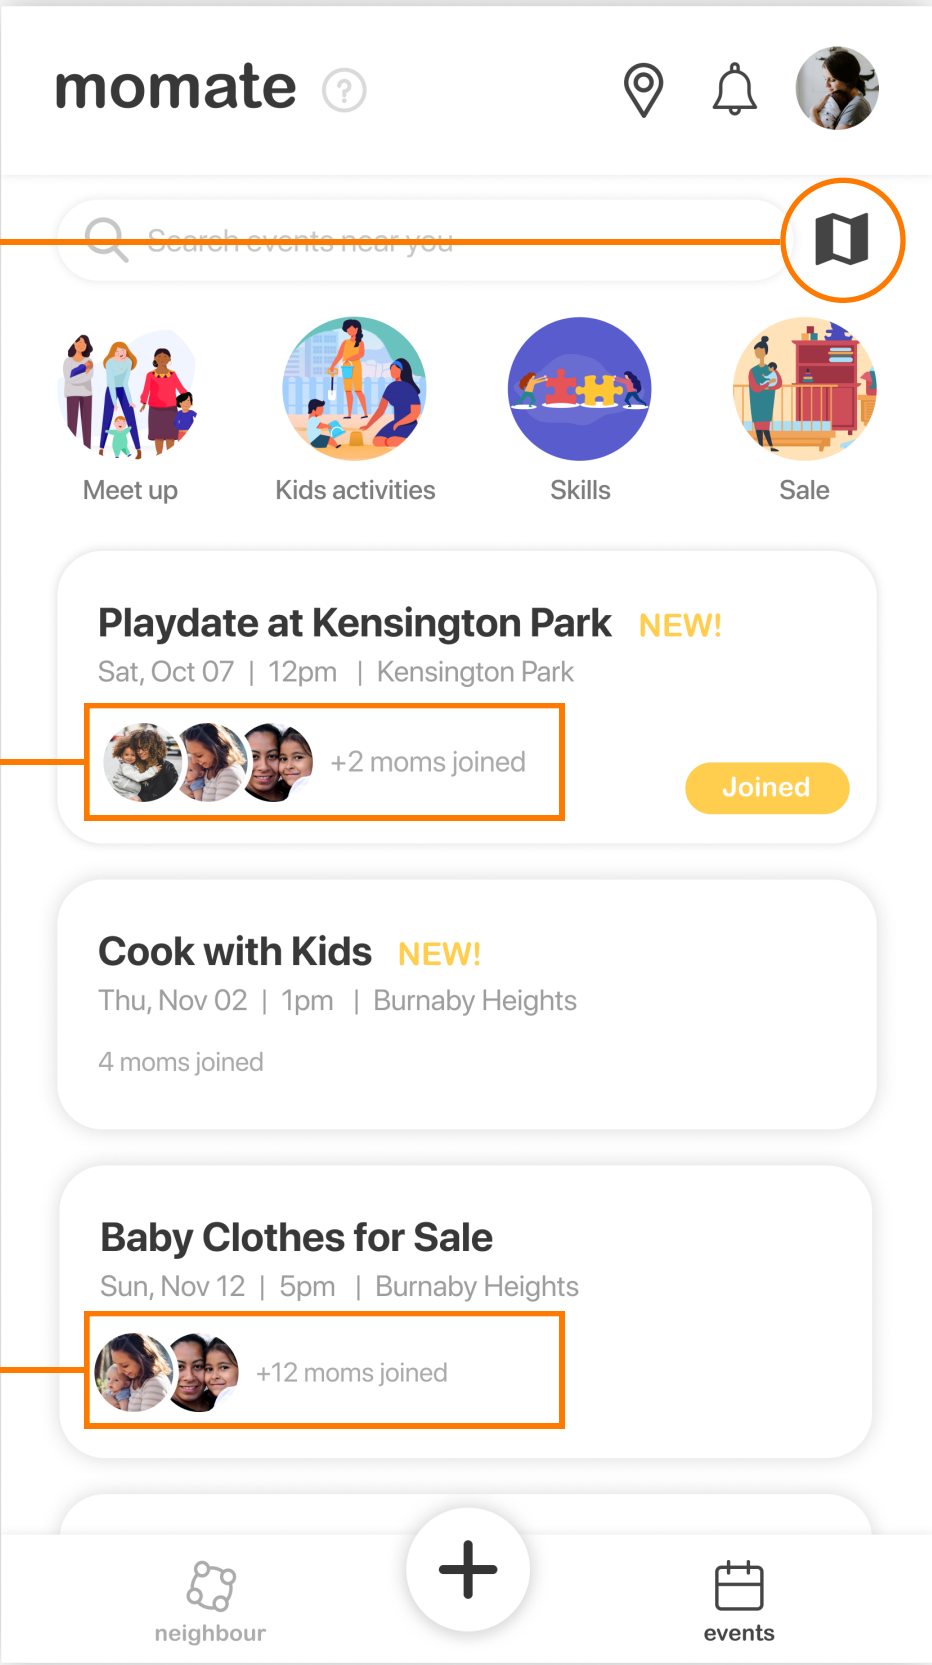 momate ?
Search events near you
Meet up Kids activities Skills Sale
Playdate at Kensington Park NEW!
Sat, Oct 07 | 12pm | Kensington Park
+2 moms joined
Joined
Cook with Kids NEW!
Thu, Nov 02 | 1pm | Burnaby Heights
4 moms joined
Baby Clothes for Sale
Sun, Nov 12 | 5pm | Burnaby Heights
+12 moms joined
neighbour events